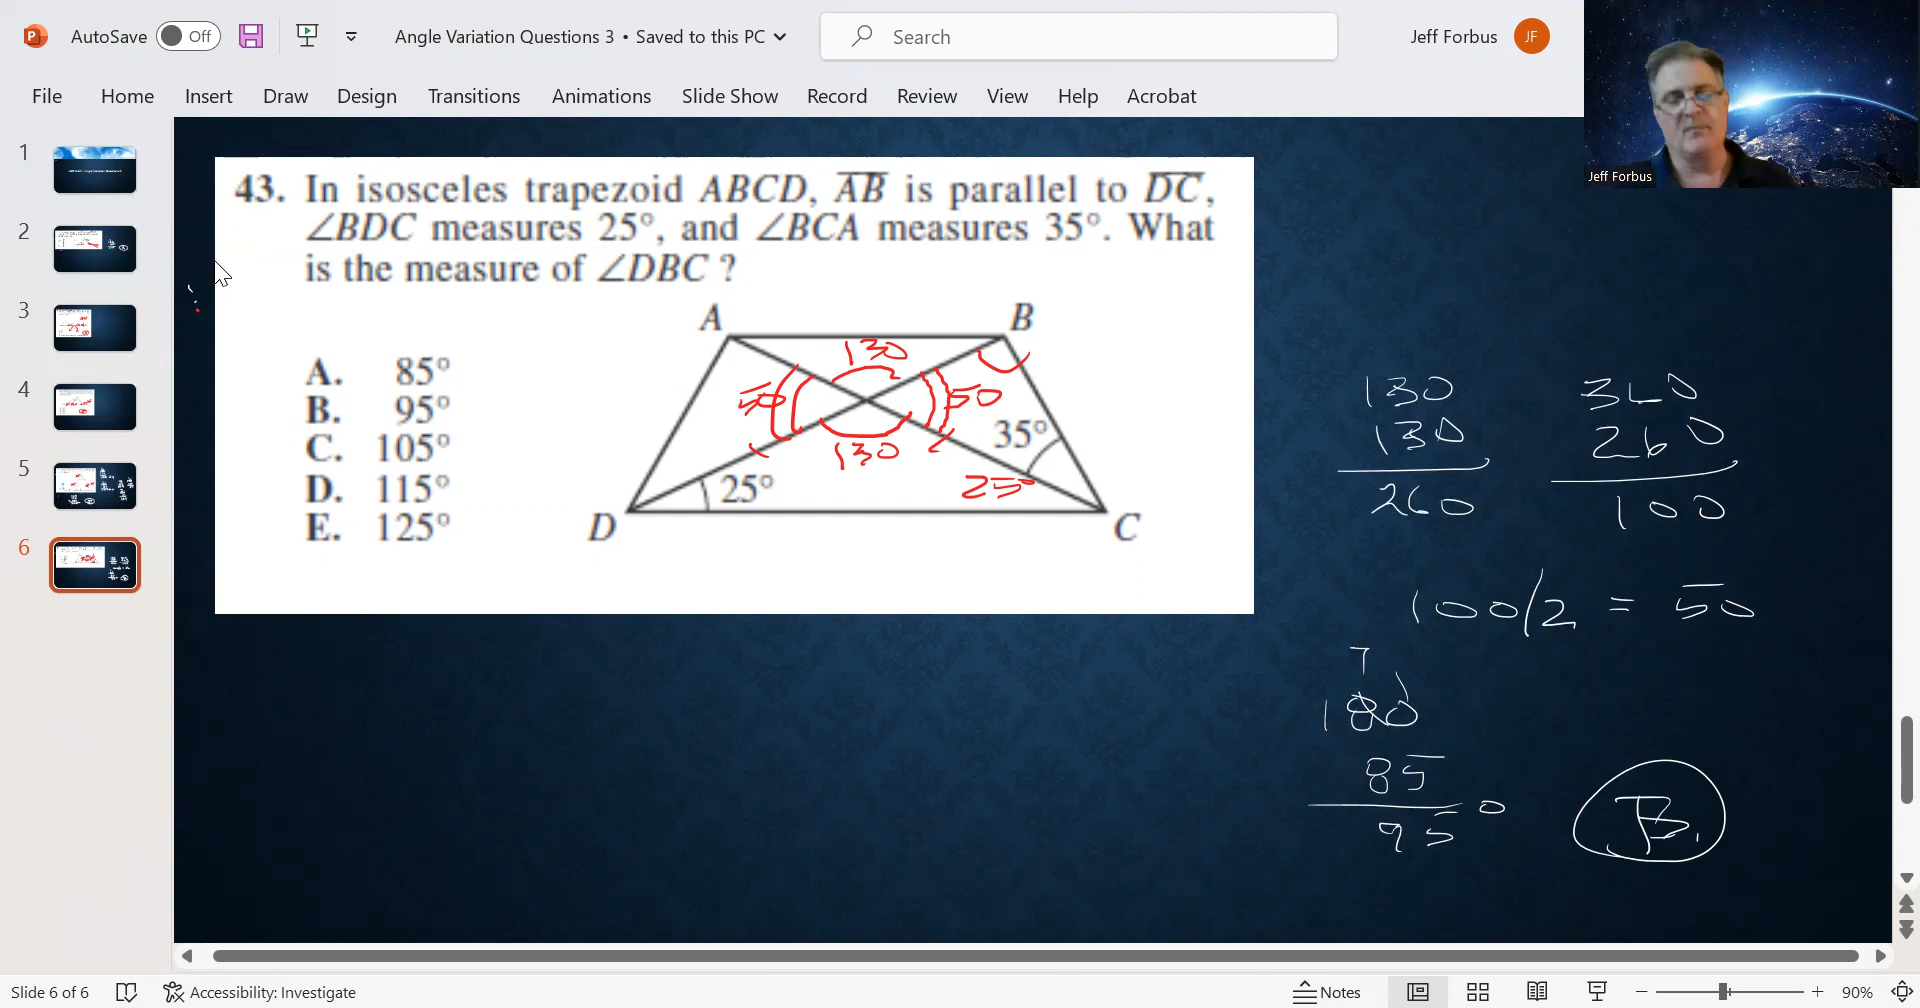 AutoSave Off Angle Variation Questions 3 • Saved to this PC Search Jeff Forbus JF
File Home Insert Draw Design Transitions Animations Slide Show Record Review View Help Acrobat
Jeff Forbus
1
2
3
4
5
6
43. In isosceles trapezoid ABCD, AB is parallel to DC,
∠BDC measures 25°, and ∠BCA measures 35°. What
is the measure of ∠DBC ?
A. 85°
B. 95°
C. 105°
D. 115°
E. 125°
A B
130
50 50
130
35°
25° 25°
D C
130
130
260
360
260
100
100/2 = 50
7
180
85
95°
B.
Slide 6 of 6 Accessibility: Investigate Notes 90%